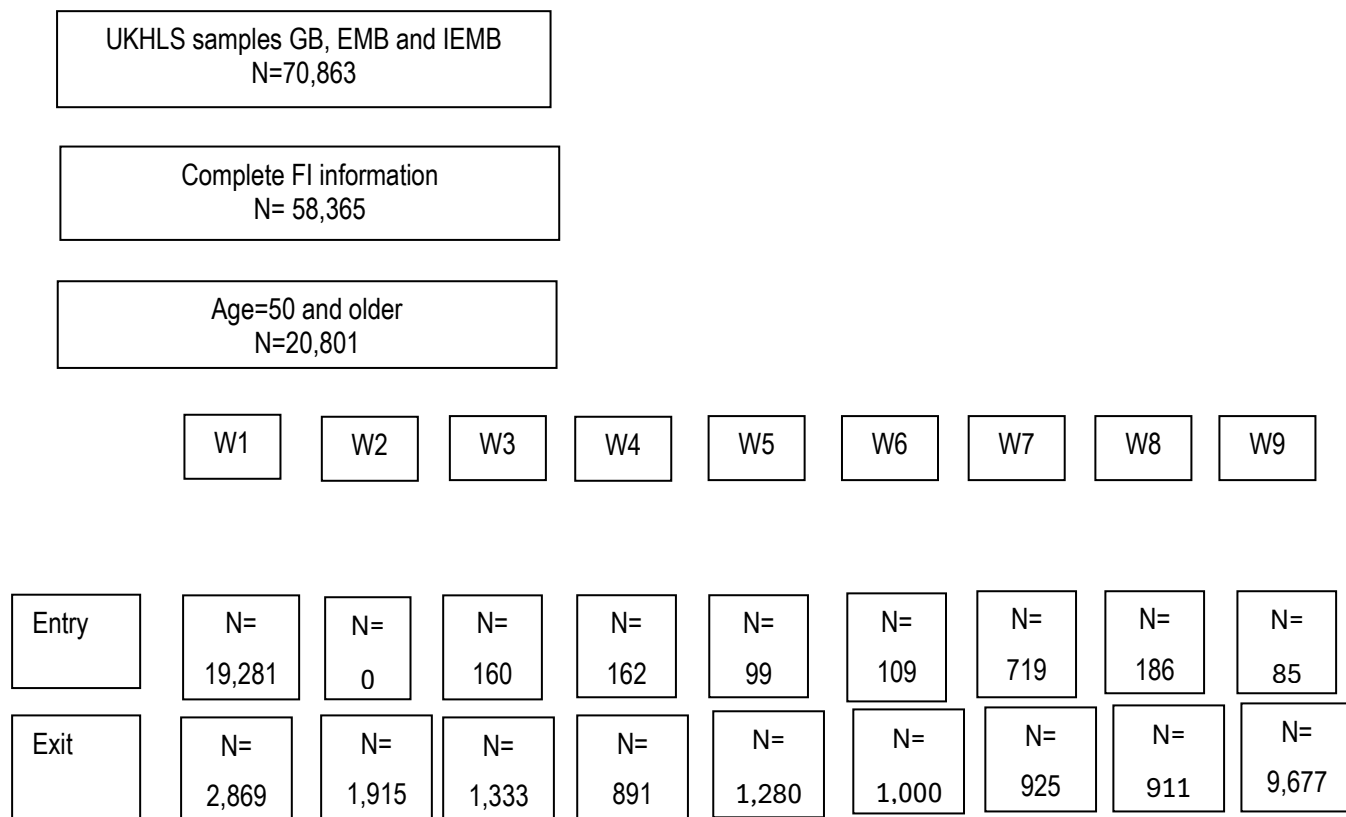 UKHLS samples GB, EMB and IEMB
N=70,863
Complete FI information
N= 58,365
Age=50 and older
N=20,801
W1 W2 W3 W4 W5 W6 W7 W8 W9
Entry N= N= N= N= N= N= N= N= N=
19,281 0 160 162 99 109 719 186 85
Exit N= N= N= N= N= N= N= N= N=
2,869 1,915 1,333 891 1,280 1,000 925 911 9,677